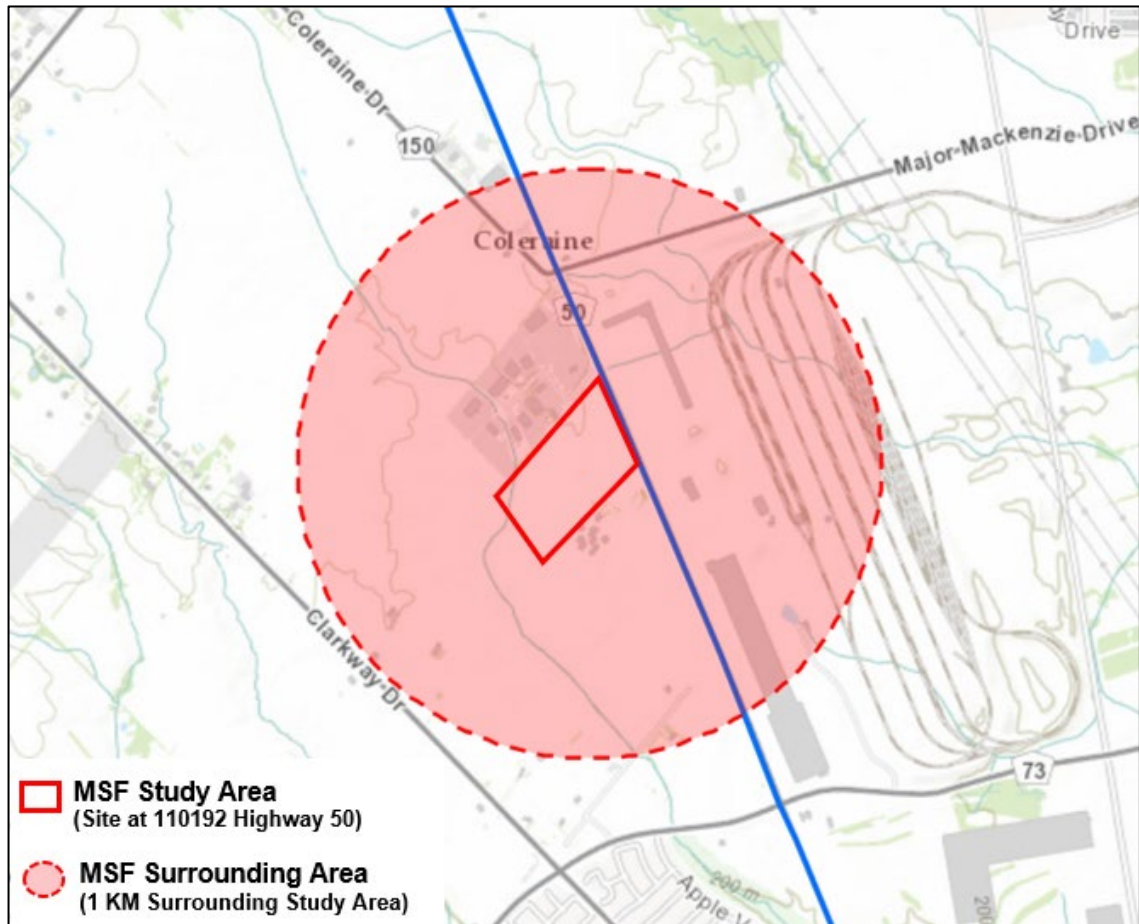 Drive
Coleraine-Dr
150
Major-Mackenzie-Drive
Coleraine
50
Clarkway-Dr
73
MSF Study Area
(Site at 110192 Highway 50)
MSF Surrounding Area
(1 KM Surrounding Study Area)
200 m
Apple